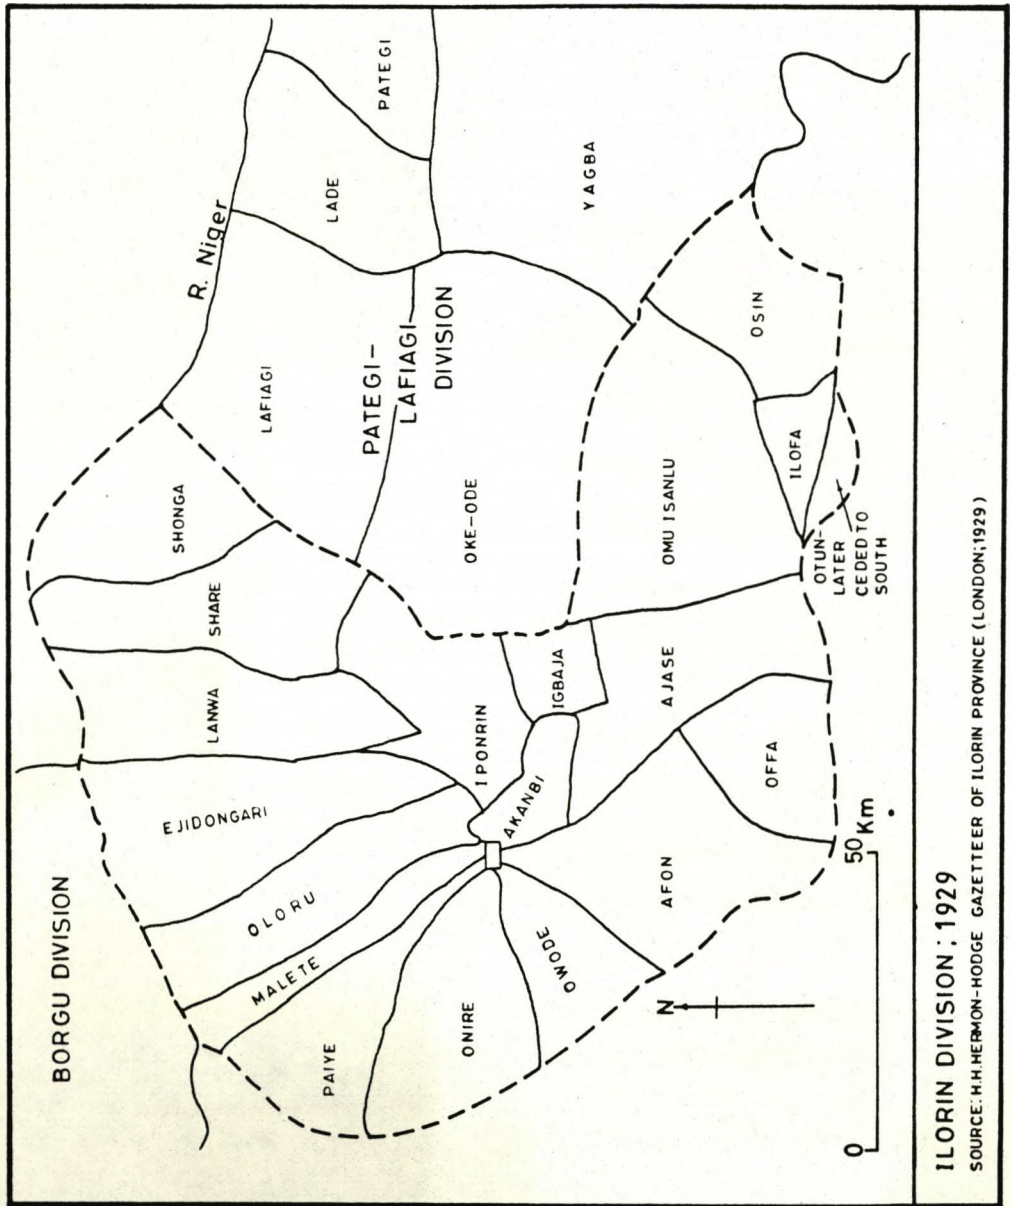 BORGU DIVISION
R. Niger
PATEGI
LADE
LAFIAGI
PATEGI-
LAFIAGI
DIVISION
SHONGA
SHARE
LANWA
EJIDONGARI
OLORU
MALETE
PAIYE
ONIRE
OWODE
AFON
OFFA
AJASE
IGBAJA
AKANBI
IPONRIN
OKE-ODE
YAGBA
OMU ISANLU
OSIN
ILOFA
OTUN-
LATER
CEDED TO
SOUTH
N
0
50 Km
ILORIN DIVISION: 1929
SOURCE: H.H.HERMON-HODGE GAZETTER OF ILORIN PROVINCE (LONDON;1929)